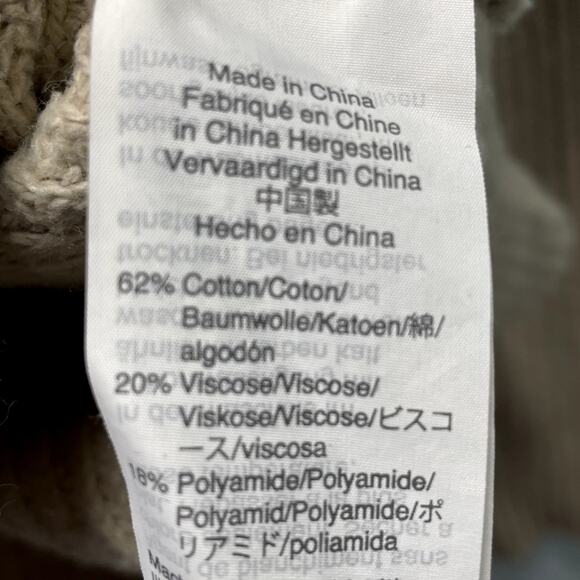 Made in China
Fabriqué en Chine
in China Hergestellt
Vervaardigd in China
中国製
Hecho en China
62% Cotton/Coton/
Baumwolle/Katoen/綿/
algodón
20% Viscose/Viscose/
Viskose/Viscose/ビスコ
ース/viscosa
18% Polyamide/Polyamide/
Polyamid/Polyamide/ポ
リアミド/poliamida